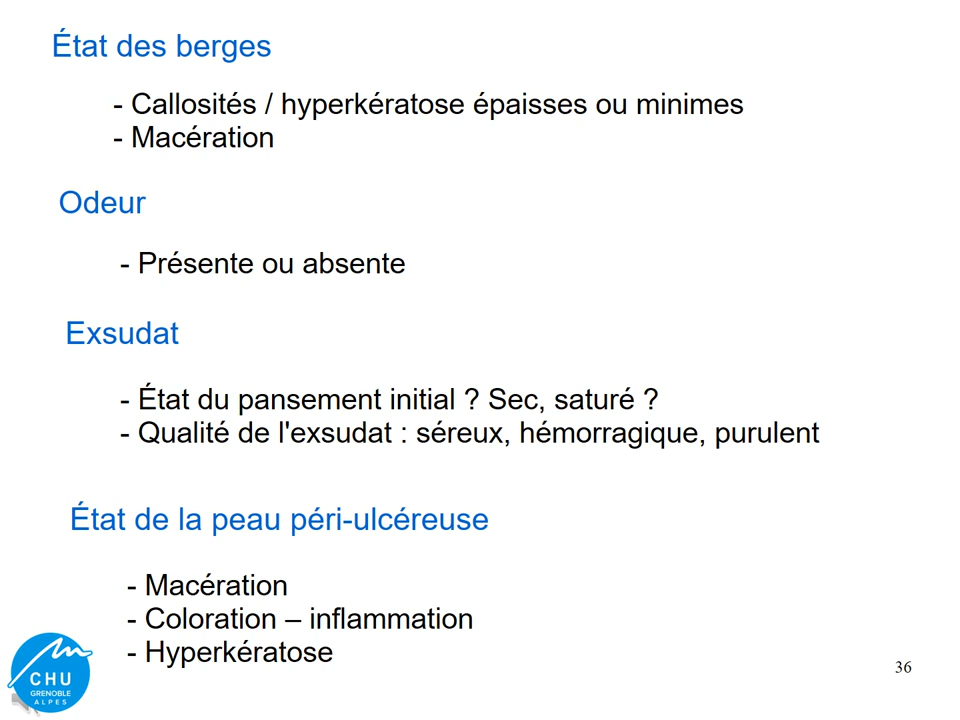 État des berges
- Callosités / hyperkératose épaisses ou minimes
- Macération
Odeur
- Présente ou absente
Exsudat
- État du pansement initial ? Sec, saturé ?
- Qualité de l'exsudat : séreux, hémorragique, purulent
État de la peau péri-ulcéreuse
- Macération
- Coloration – inflammation
- Hyperkératose
CHU
GRENOBLE
ALPES
36